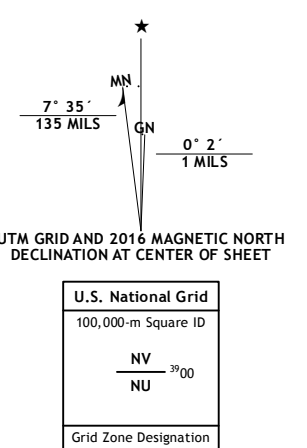 ★
MN
7° 35´
135 MILS
GN
0° 2´
1 MILS
UTM GRID AND 2016 MAGNETIC NORTH
DECLINATION AT CENTER OF SHEET
U.S. National Grid
100,000-m Square ID
NV
3900
NU
Grid Zone Designation